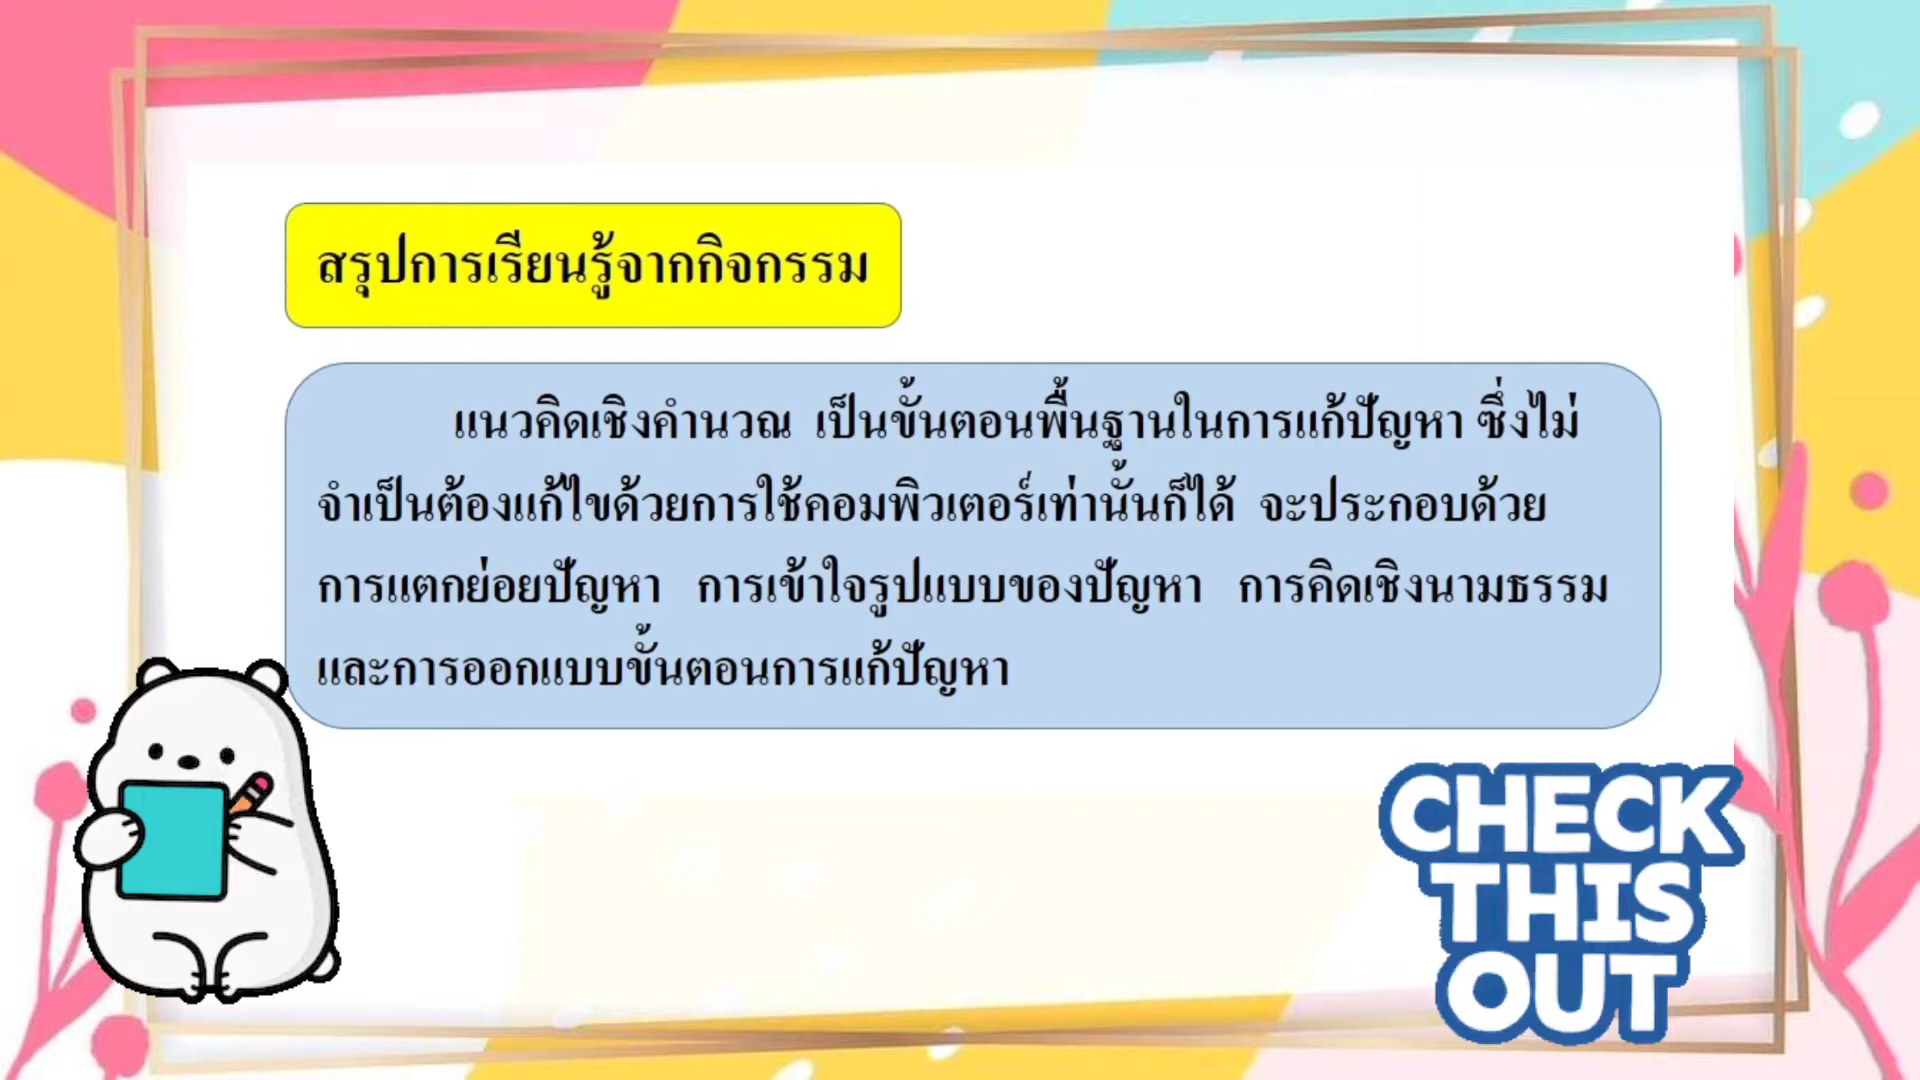 สรุปการเรียนรู้จากกิจกรรม
แนวคิดเชิงคำนวณ เป็นขั้นตอนพื้นฐานในการแก้ปัญหา ซึ่งไม่
จำเป็นต้องแก้ไขด้วยการใช้คอมพิวเตอร์เท่านั้นก็ได้ จะประกอบด้วย
การแตกย่อยปัญหา การเข้าใจรูปแบบของปัญหา การคิดเชิงนามธรรม
และการออกแบบขั้นตอนการแก้ปัญหา
CHECK
THIS
OUT